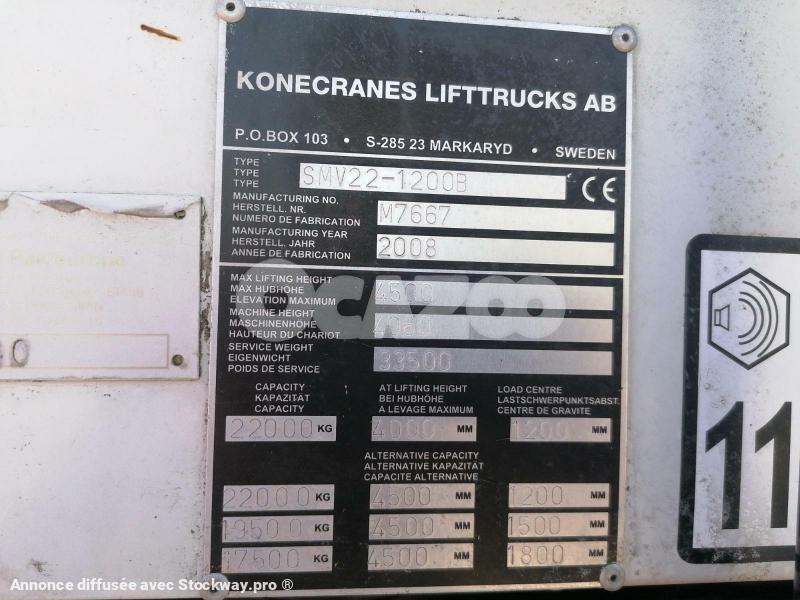 KONECRANES LIFTTRUCKS AB
P.O.BOX 103 • S-285 23 MARKARYD • SWEDEN
TYPE
TYPE
TYPE
SMV22-1200B
CE
MANUFACTURING NO.
HERSTELL. NR.
NUMERO DE FABRICATION
M7667
MANUFACTURING YEAR
HERSTELL. JAHR
ANNEE DE FABRICATION
2008
MAX LIFTING HEIGHT
MAX HUBHÖHE
ELEVATION MAXIMUM
4500
MACHINE HEIGHT
MASCHINENHÖHE
HAUTEUR DU CHARIOT
OCAZOO
SERVICE WEIGHT
EIGENWICHT
POIDS DE SERVICE
33500
CAPACITY AT LIFTING HEIGHT LOAD CENTRE
KAPAZITÄT BEI HUBHÖHE LASTSCHWERPUNKTSABST.
CAPACITY A LEVAGE MAXIMUM CENTRE DE GRAVITE
22000 KG 4000 MM 1200 MM
ALTERNATIVE CAPACITY
ALTERNATIVE KAPAZITÄT
CAPACITE ALTERNATIVE
22000 KG 4500 MM 1200 MM
19500 KG 4500 MM 1500 MM
17500 KG 4500 MM 1800 MM
11
Annonce diffusée avec Stockway.pro ®